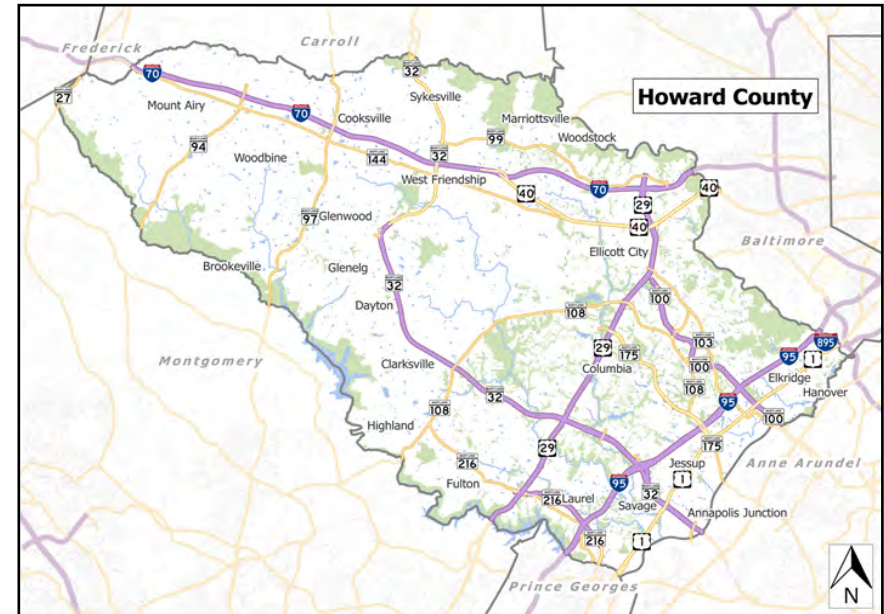 Carroll
Frederick
70
32
27
Sykesville
Howard County
Mount Airy
70
Cooksville
Marriottsville
Woodstock
94
99
32
Woodbine
144
West Friendship
40
70
40
29
97
Glenwood
40
Ellicott City
Baltimore
Brookeville
Glenelg
32
100
Dayton
108
103
895
29
175
95
1
Montgomery
Clarksville
Columbia
100
Elkridge
32
108
Hanover
108
95
100
Highland
29
175
216
Jessup
Anne Arundel
Fulton
95
1
216
Laurel
32
Savage
Annapolis Junction
216
1
Prince Georges
N